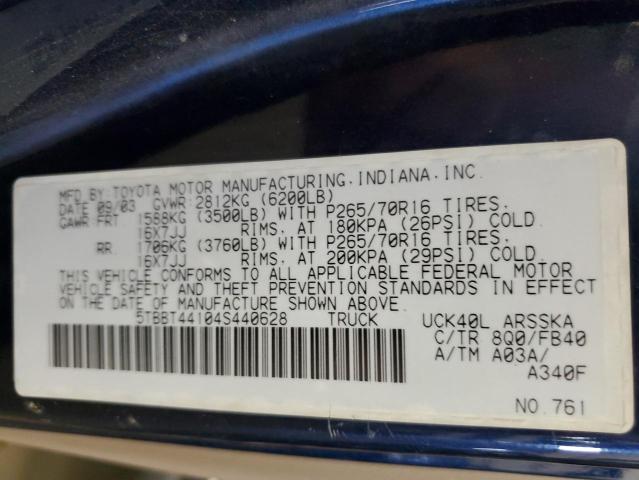 MFD.BY:TOYOTA MOTOR MANUFACTURING,INDIANA,INC.
DATE 09/03 GVWR:2812KG (6200LB)
GAWR:FRT 1588KG (3500LB) WITH P265/70R16 TIRES,
16X7JJ RIMS, AT 180KPA (26PSI) COLD
RR 1706KG (3760LB) WITH P265/70R16 TIRES,
16X7JJ RIMS, AT 200KPA (29PSI) COLD.
THIS VEHICLE CONFORMS TO ALL APPLICABLE FEDERAL MOTOR
VEHICLE SAFETY AND THEFT PREVENTION STANDARDS IN EFFECT
ON THE DATE OF MANUFACTURE SHOWN ABOVE.
5TBBT44104S440628 TRUCK UCK40L ARSSKA
C/TR 8Q0/FB40
A/TM A03A/
A340F
NO.761